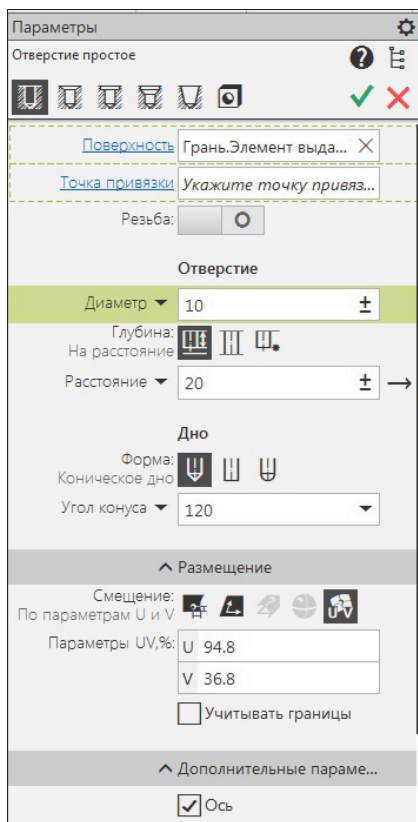 Параметры
Отверстие простое
Поверхность Грань.Элемент выда...
Точка привязки Укажите точку привяз...
Резьба:
Отверстие
Диаметр 10
Глубина:
На расстояние
Расстояние 20
Дно
Форма:
Коническое дно
Угол конуса 120
Размещение
Смещение:
По параметрам U и V
Параметры UV,%: U 94.8
V 36.8
Учитывать границы
Дополнительные параме...
Ось